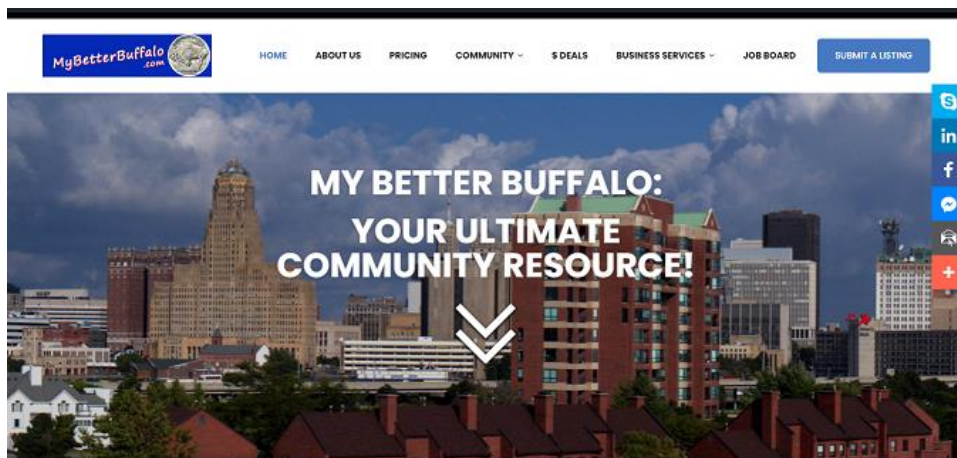 MyBetterBuffalo
.com
HOME ABOUT US PRICING COMMUNITY $ DEALS BUSINESS SERVICES JOB BOARD SUBMIT A LISTING
MY BETTER BUFFALO:
YOUR ULTIMATE
COMMUNITY RESOURCE!
in
f